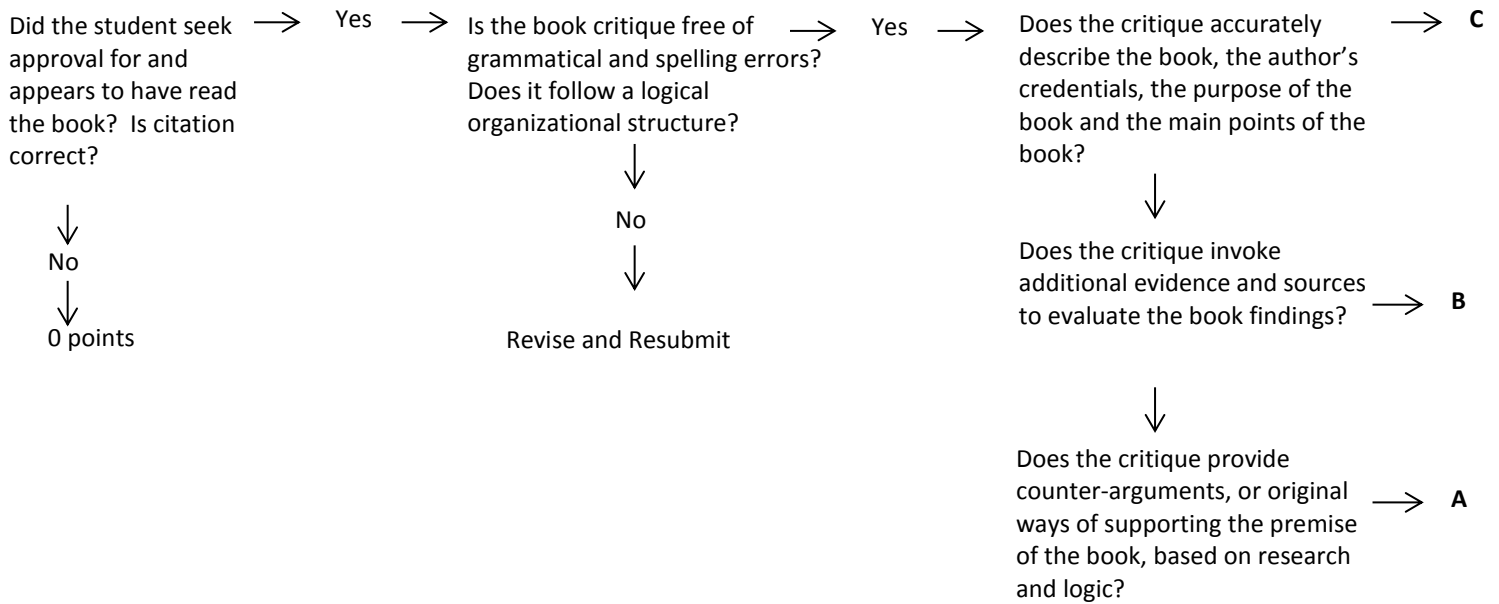 Did the student seek
approval for and
appears to have read
the book?  Is citation
correct?
Yes
Is the book critique free of
grammatical and spelling errors?
Does it follow a logical
organizational structure?
Yes
Does the critique accurately
describe the book, the author’s
credentials, the purpose of the
book and the main points of the
book?
C
No
0 points
No
Revise and Resubmit
Does the critique invoke
additional evidence and sources
to evaluate the book findings?
B
Does the critique provide
counter-arguments, or original
ways of supporting the premise
of the book, based on research
and logic?
A